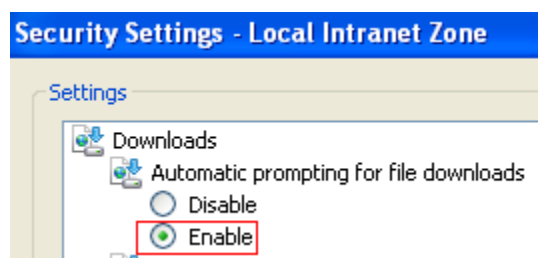 Security Settings - Local Intranet Zone
Settings
Downloads
Automatic prompting for file downloads
Disable
Enable